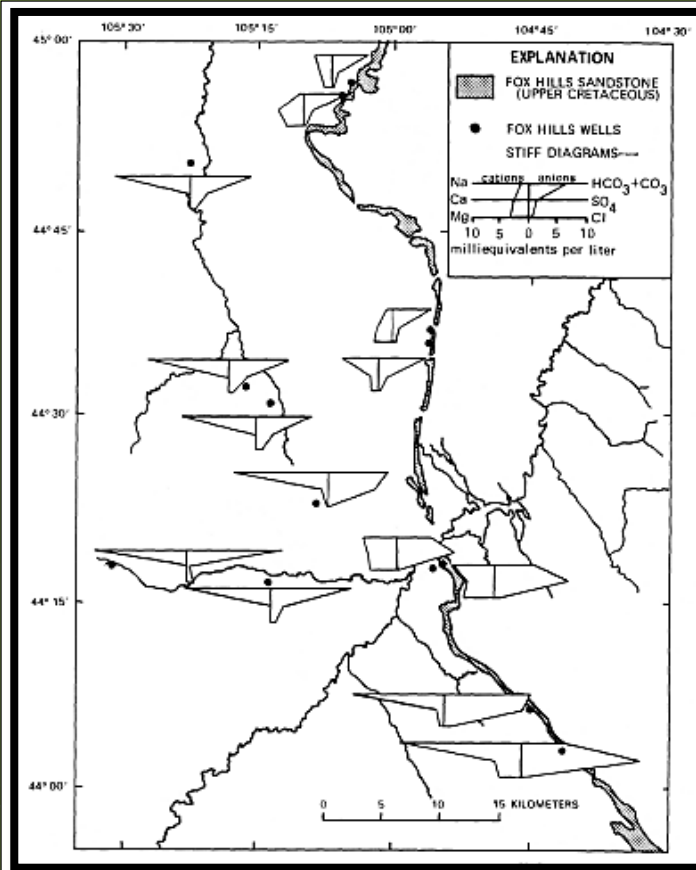 105° 30'
105° 15'
105° 00'
104° 45'
104° 30'
45° 00'
EXPLANATION
FOX HILLS SANDSTONE
(UPPER CRETACEOUS)
FOX HILLS WELLS
STIFF DIAGRAMS
cations anions
Na HCO₃+CO₃
Ca SO₄
Mg Cl
10 5 0 5 10
milliequivalents per liter
44° 45'
44° 30'
44° 15'
44° 00'
0 5 10 15 KILOMETERS